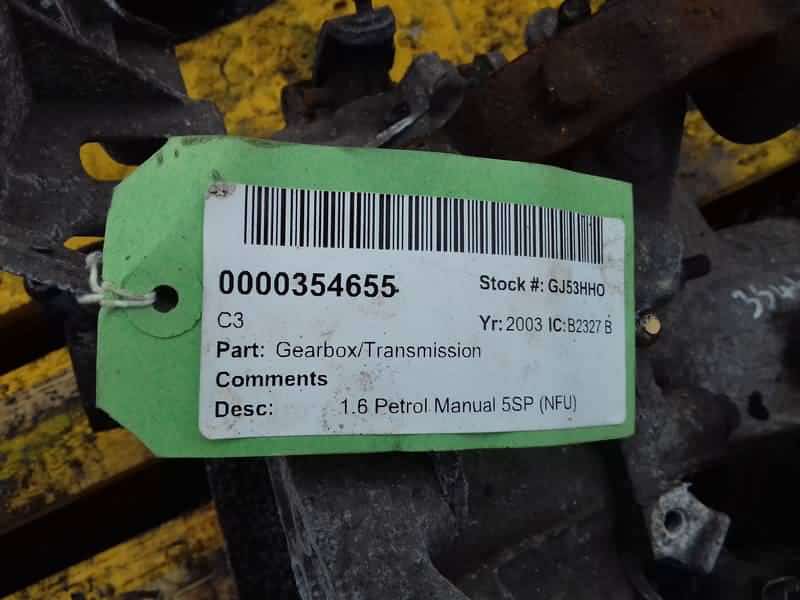 0000354655 Stock #: GJ53HHO
C3 Yr: 2003 IC: B2327 B
Part: Gearbox/Transmission
Comments
Desc: 1.6 Petrol Manual 5SP (NFU)